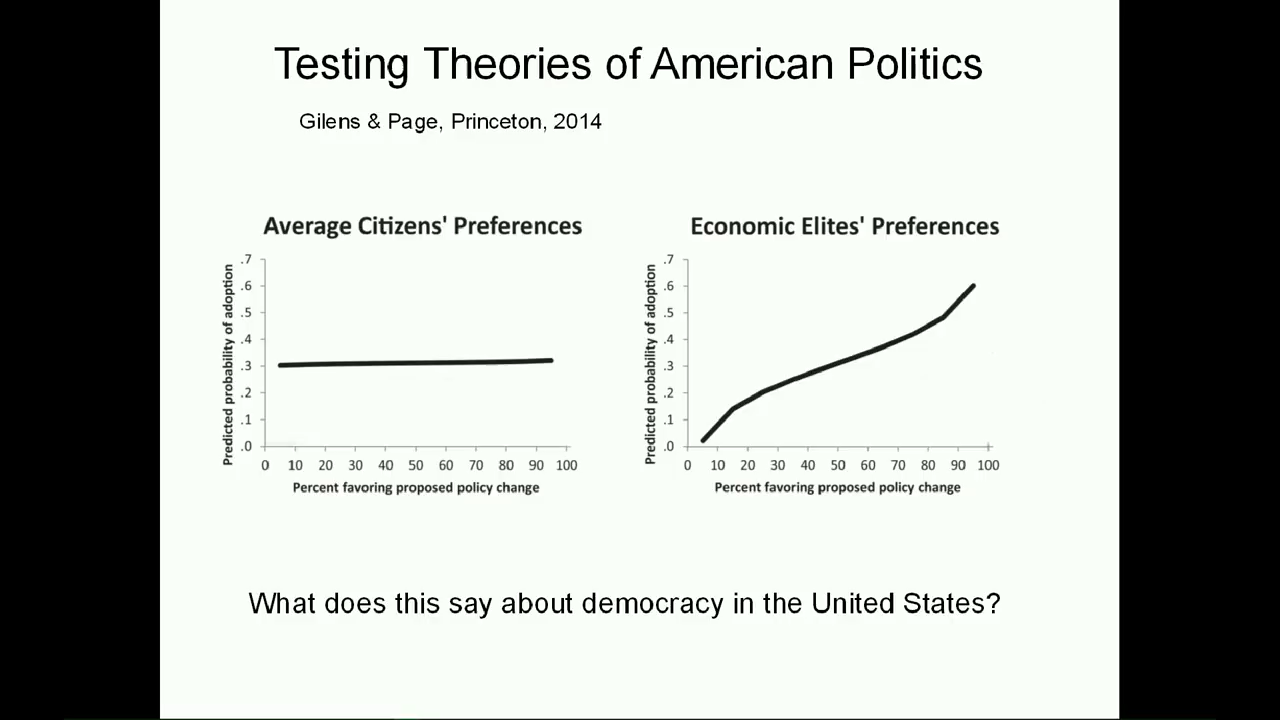 Testing Theories of American Politics
Gilens & Page, Princeton, 2014
Average Citizens' Preferences
Predicted probability of adoption
.7
.6
.5
.4
.3
.2
.1
.0
0 10 20 30 40 50 60 70 80 90 100
Percent favoring proposed policy change
Economic Elites' Preferences
Predicted probability of adoption
.7
.6
.5
.4
.3
.2
.1
.0
0 10 20 30 40 50 60 70 80 90 100
Percent favoring proposed policy change
What does this say about democracy in the United States?